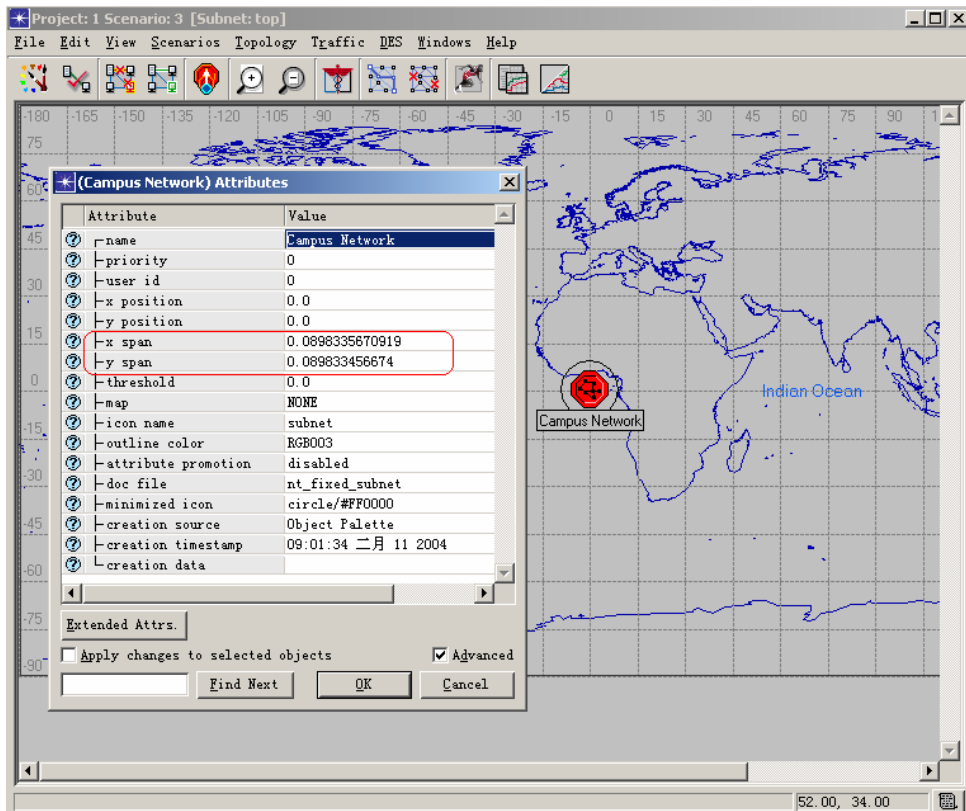 Project: 1 Scenario: 3 [Subnet: top]
File Edit View Scenarios Topology Traffic DES Windows Help
-180 -165 -150 -135 -120 -105 -90 -75 -60 -45 -30 -15 0 15 30 45 60 75 90 1
75
60
(Campus Network) Attributes
Attribute Value
45
name Campus Network
priority 0
30
user id 0
x position 0.0
y position 0.0
15
x span 0.0898335670919
y span 0.089833456674
0
threshold 0.0
Indian Ocean
map NONE
Campus Network
-15
icon name subnet
outline color RGB003
attribute promotion disabled
-30
doc file nt_fixed_subnet
minimized icon circle/#FF0000
-45
creation source Object Palette
creation timestamp 09:01:34 二月 11 2004
-60
creation data
-75
Extended Attrs.
Apply changes to selected objects Advanced
-90
Find Next OK Cancel
52.00, 34.00